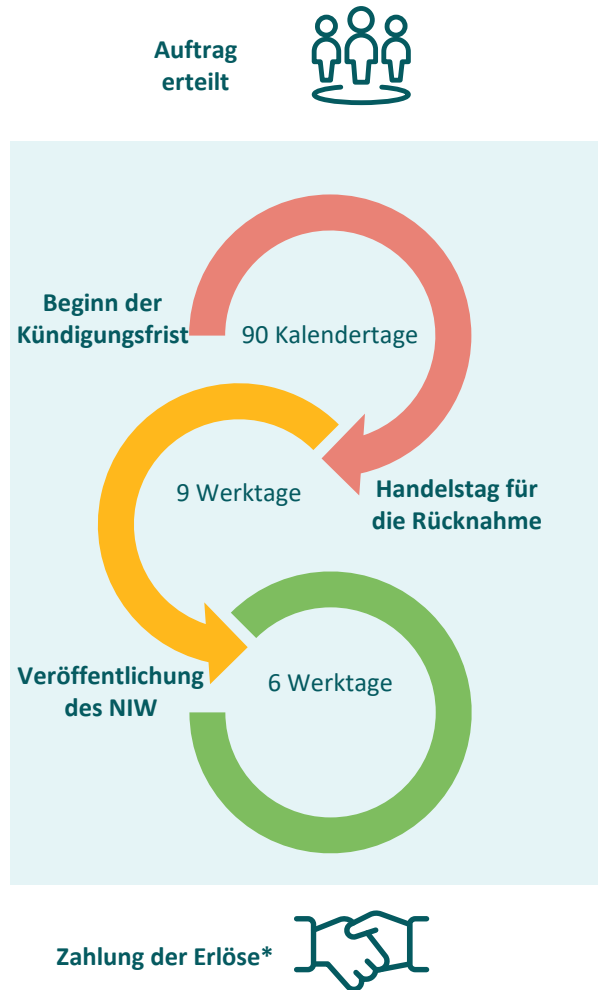 Auftrag
erteilt
Beginn der
Kündigungsfrist
90 Kalendertage
9 Werktage
Handelstag für
die Rücknahme
Veröffentlichung
des NIW
6 Werktage
Zahlung der Erlöse*